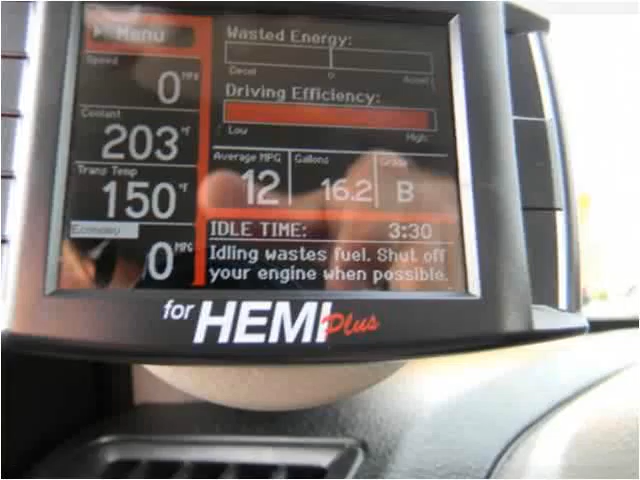 Menu
Wasted Energy:
Decel 0 Accel
Speed
0 MPH
Driving Efficiency:
Low High
Coolant
203 °F
Average MPG Gallons Grade
12 16.2 B
Trans Temp
150 °F
Economy
0 MPG
IDLE TIME: 3:30
Idling wastes fuel. Shut off
your engine when possible.
for HEMI Plus